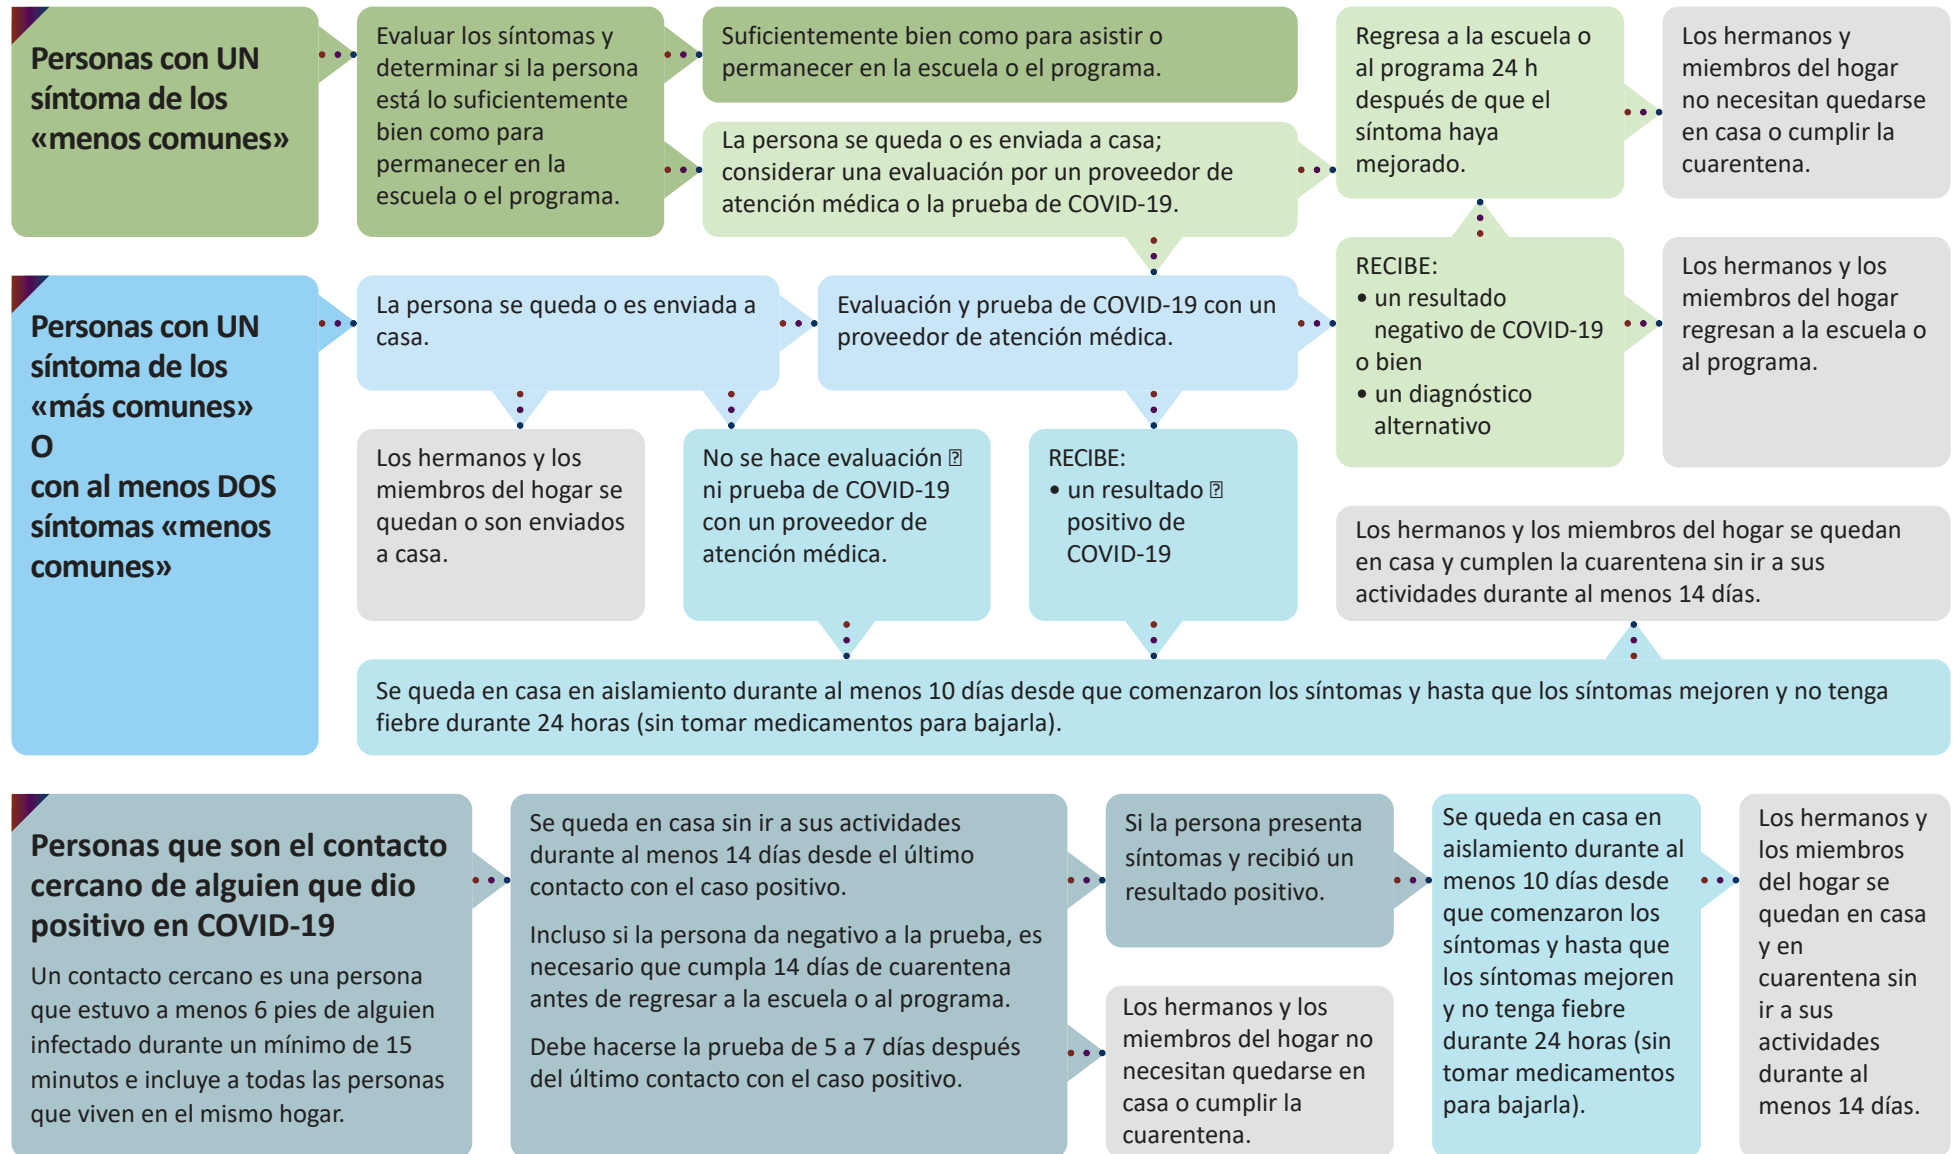 Personas con UN
síntoma de los
«menos comunes»
Evaluar los síntomas y
determinar si la persona
está lo suficientemente
bien como para
permanecer en la
escuela o el programa.
Suficientemente bien como para asistir o
permanecer en la escuela o el programa.
La persona se queda o es enviada a casa;
considerar una evaluación por un proveedor de
atención médica o la prueba de COVID-19.
Regresa a la escuela o
al programa 24 h
después de que el
síntoma haya
mejorado.
Los hermanos y
miembros del hogar
no necesitan quedarse
en casa o cumplir la
cuarentena.
Personas con UN
síntoma de los
«más comunes»
O
con al menos DOS
síntomas «menos
comunes»
La persona se queda o es enviada a
casa.
Evaluación y prueba de COVID-19 con un
proveedor de atención médica.
RECIBE:
• un resultado
negativo de COVID-19
o bien
• un diagnóstico
alternativo
Los hermanos y los
miembros del hogar
regresan a la escuela o
al programa.
Los hermanos y los
miembros del hogar se
quedan o son enviados
a casa.
No se hace evaluación
ni prueba de COVID-19
con un proveedor de
atención médica.
RECIBE:
• un resultado
positivo de
COVID-19
Los hermanos y los miembros del hogar se quedan
en casa y cumplen la cuarentena sin ir a sus
actividades durante al menos 14 días.
Se queda en casa en aislamiento durante al menos 10 días desde que comenzaron los síntomas y hasta que los síntomas mejoren y no tenga
fiebre durante 24 horas (sin tomar medicamentos para bajarla).
Personas que son el contacto
cercano de alguien que dio
positivo en COVID-19
Un contacto cercano es una persona
que estuvo a menos 6 pies de alguien
infectado durante un mínimo de 15
minutos e incluye a todas las personas
que viven en el mismo hogar.
Se queda en casa sin ir a sus actividades
durante al menos 14 días desde el último
contacto con el caso positivo.
Incluso si la persona da negativo a la prueba, es
necesario que cumpla 14 días de cuarentena
antes de regresar a la escuela o al programa.
Debe hacerse la prueba de 5 a 7 días después
del último contacto con el caso positivo.
Si la persona presenta
síntomas y recibió un
resultado positivo.
Los hermanos y los
miembros del hogar no
necesitan quedarse en
casa o cumplir la
cuarentena.
Se queda en casa en
aislamiento durante al
menos 10 días desde
que comenzaron los
síntomas y hasta que
los síntomas mejoren
y no tenga fiebre
durante 24 horas (sin
tomar medicamentos
para bajarla).
Los hermanos y
los miembros
del hogar se
quedan en casa
y en
cuarentena sin
ir a sus
actividades
durante al
menos 14 días.